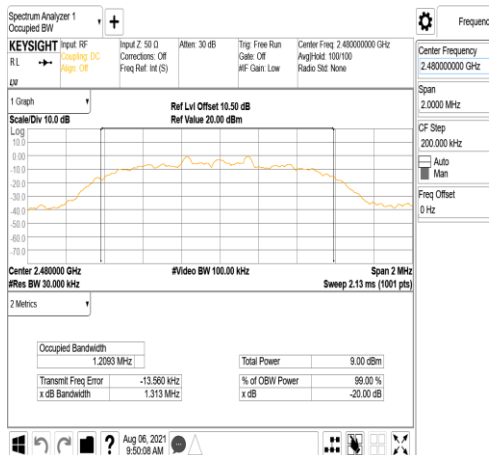 Spectrum Analyzer 1
Occupied BW
Frequenc
KEYSIGHT
Input: RF
Coupling: DC
Align: Off
Input Z: 50 Ω
Corrections: Off
Freq Ref: Int (S)
Atten: 30 dB
Trig: Free Run
Gate: Off
#IF Gain: Low
Center Freq: 2.480000000 GHz
Avg|Hold: 100/100
Radio Std: None
RL
LXI
Center Frequency
2.480000000 GHz
Span
2.0000 MHz
CF Step
200.000 kHz
Auto
Man
Freq Offset
0 Hz
1 Graph
Scale/Div 10.0 dB
Ref Lvl Offset 10.50 dB
Ref Value 20.00 dBm
Log
10.0
0.00
-10.0
-20.0
-30.0
-40.0
-50.0
-60.0
-70.0
Center 2.480000 GHz
#Res BW 30.000 kHz
#Video BW 100.00 kHz
Span 2 MHz
Sweep 2.13 ms (1001 pts)
2 Metrics
Occupied Bandwidth
1.2093 MHz
Total Power 9.00 dBm
Transmit Freq Error -13.560 kHz
% of OBW Power 99.00 %
x dB Bandwidth 1.313 MHz
x dB -20.00 dB
Aug 06, 2021
9:50:08 AM